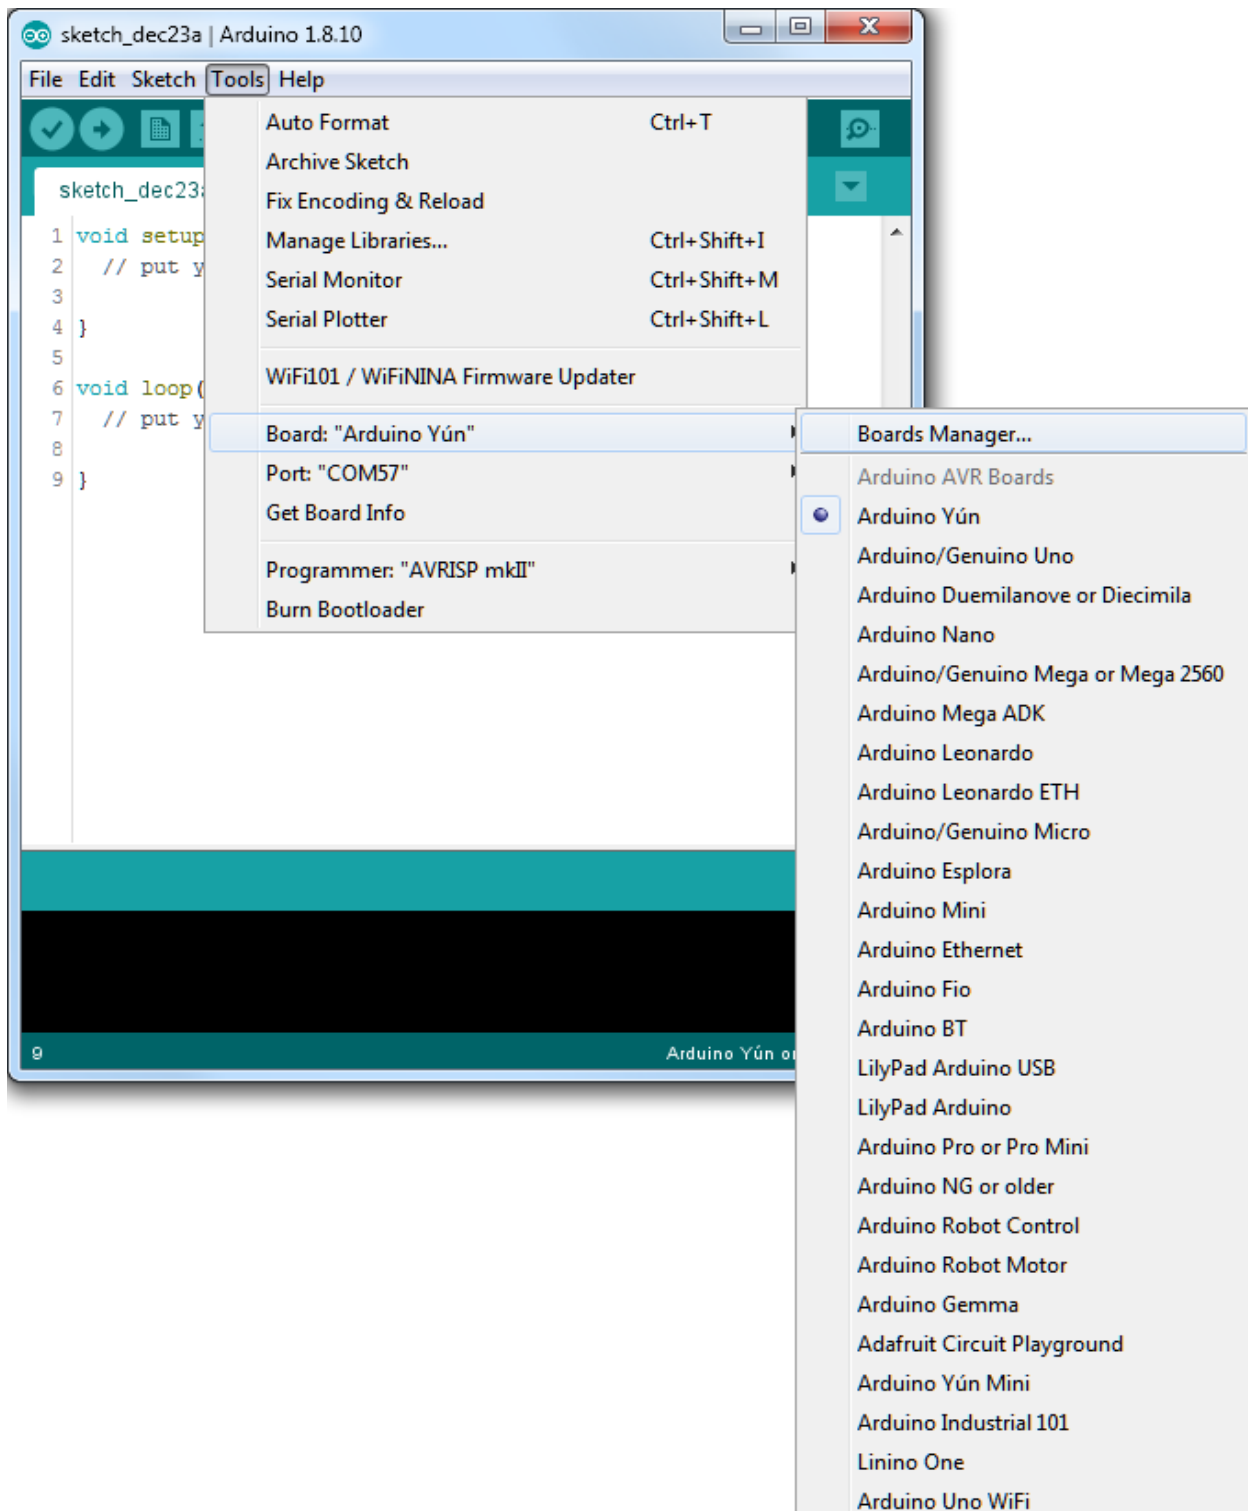 sketch_dec23a | Arduino 1.8.10
File Edit Sketch Tools Help
Auto Format Ctrl+T
Archive Sketch
Fix Encoding & Reload
Manage Libraries... Ctrl+Shift+I
Serial Monitor Ctrl+Shift+M
Serial Plotter Ctrl+Shift+L
WiFi101 / WiFiNINA Firmware Updater
Board: "Arduino Yún"
Port: "COM57"
Get Board Info
Programmer: "AVRISP mkII"
Burn Bootloader
sketch_dec23a
1 void setup
2 // put y
3
4 }
5
6 void loop(
7 // put y
8
9 }
Boards Manager...
Arduino AVR Boards
Arduino Yún
Arduino/Genuino Uno
Arduino Duemilanove or Diecimila
Arduino Nano
Arduino/Genuino Mega or Mega 2560
Arduino Mega ADK
Arduino Leonardo
Arduino Leonardo ETH
Arduino/Genuino Micro
Arduino Esplora
Arduino Mini
Arduino Ethernet
Arduino Fio
Arduino BT
LilyPad Arduino USB
LilyPad Arduino
Arduino Pro or Pro Mini
Arduino NG or older
Arduino Robot Control
Arduino Robot Motor
Arduino Gemma
Adafruit Circuit Playground
Arduino Yún Mini
Arduino Industrial 101
Linino One
Arduino Uno WiFi
9 Arduino Yún on